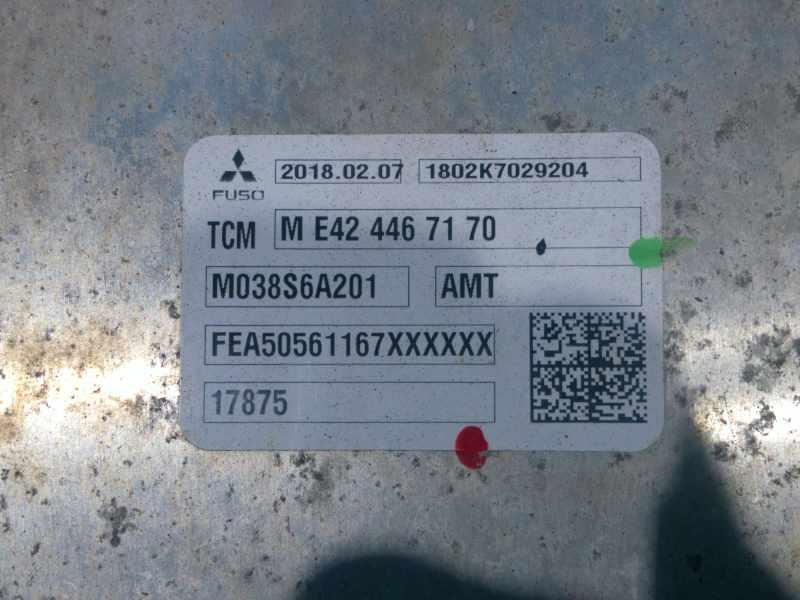 FUSO 2018.02.07 1802K7029204
TCM M E42 446 71 70
M038S6A201 AMT
FEA50561167XXXXXX
17875